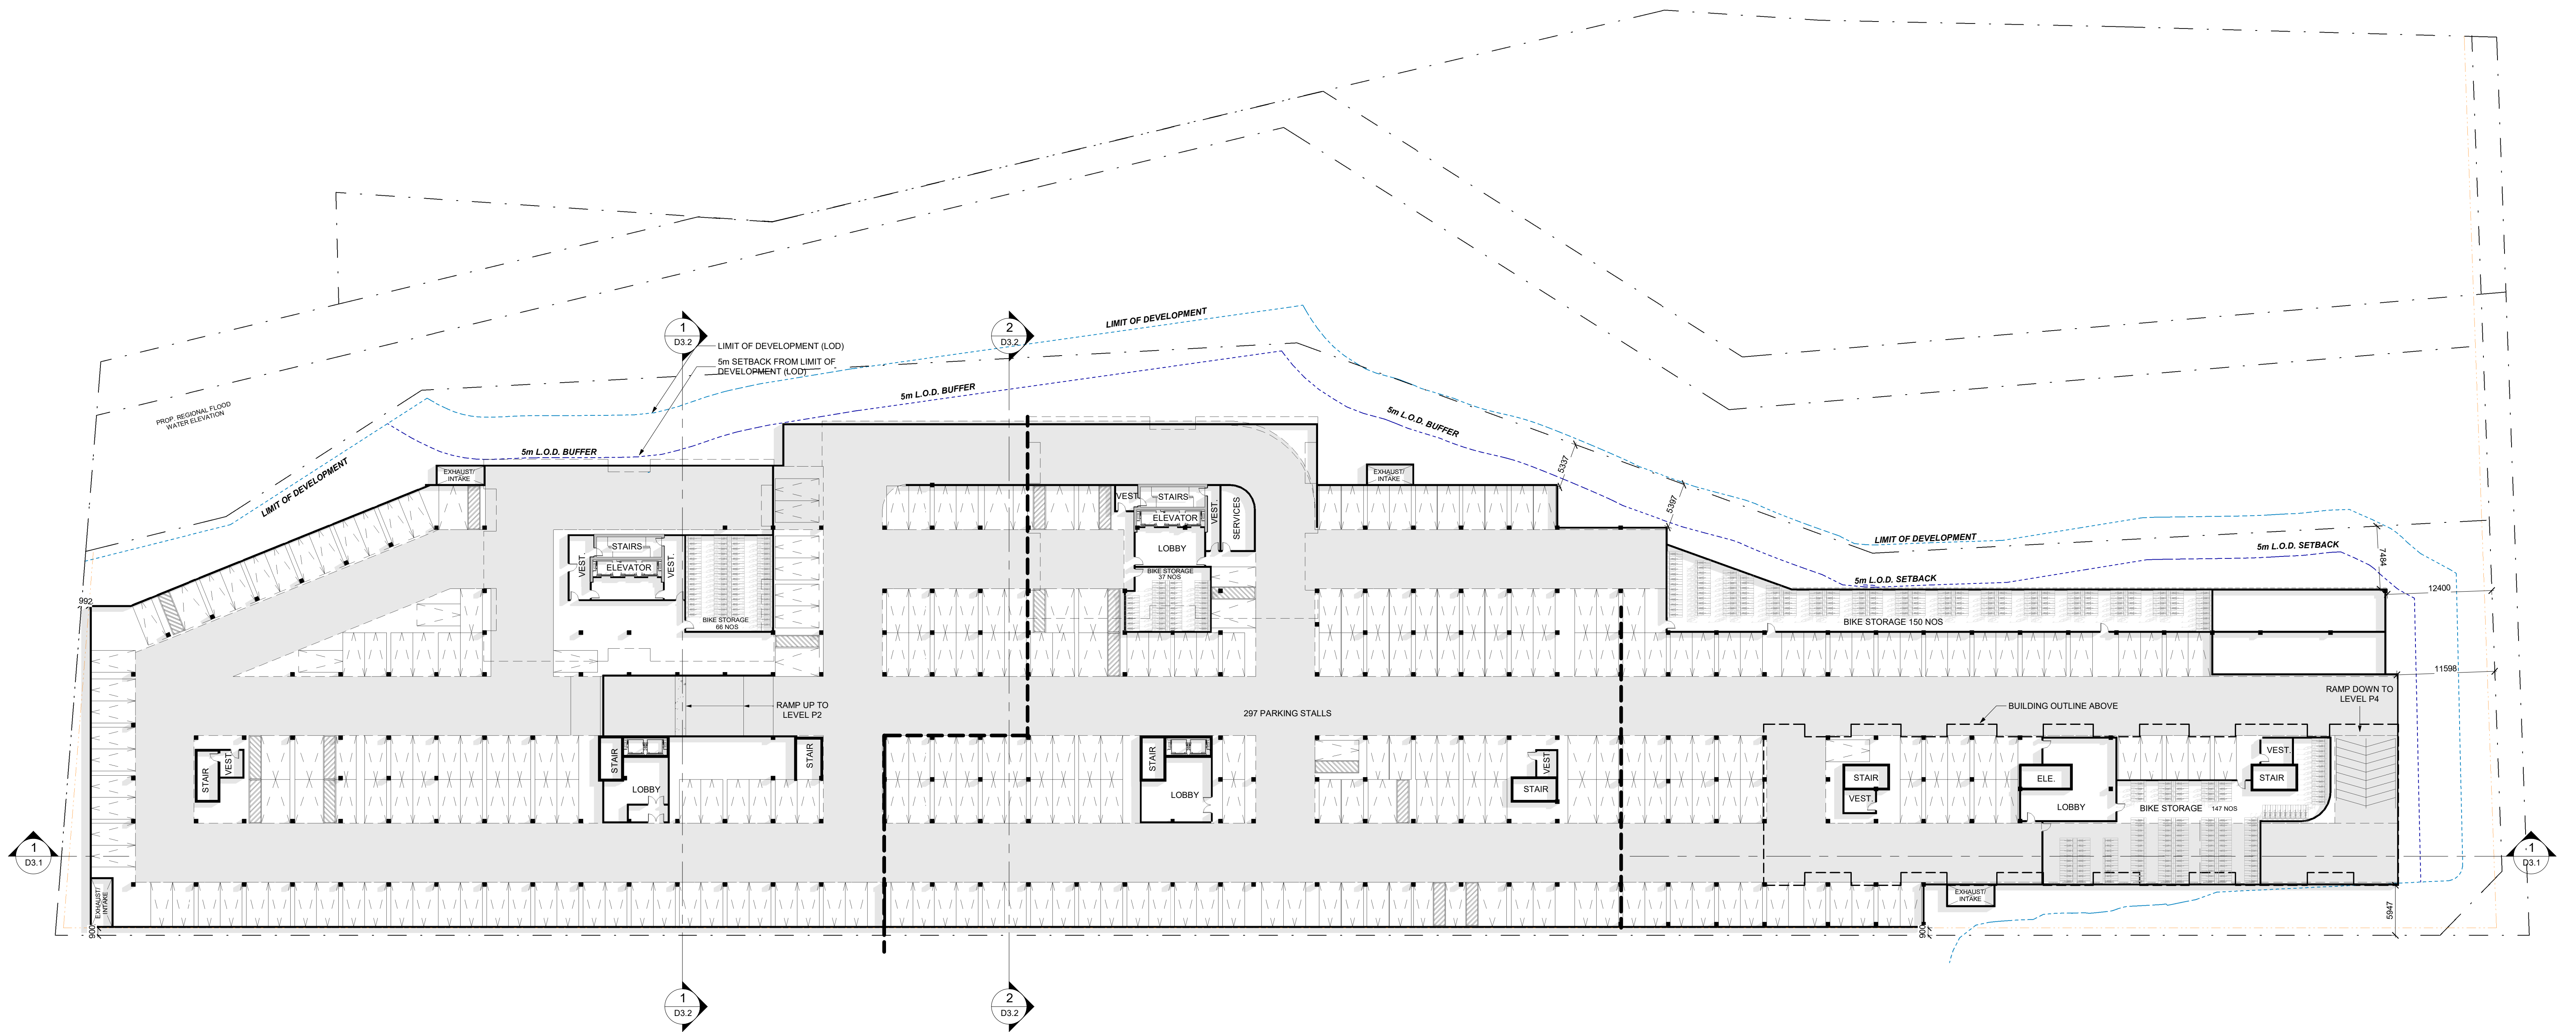 1
D3.2
2
D3.2
LIMIT OF DEVELOPMENT
LIMIT OF DEVELOPMENT (LOD)
5m SETBACK FROM LIMIT OF
DEVELOPMENT (LOD)
PROP. REGIONAL FLOOD
WATER ELEVATION
5m L.O.D. BUFFER
5m L.O.D. BUFFER
5m L.O.D. BUFFER
LIMIT OF DEVELOPMENT
EXHAUST/
INTAKE
EXHAUST/
INTAKE
5337
5397
VEST.
STAIRS
ELEVATOR
VEST.
SERVICES
LOBBY
LIMIT OF DEVELOPMENT
5m L.O.D. SETBACK
7484
VEST.
STAIRS
ELEVATOR
VEST.
BIKE STORAGE
37 NOS
5m L.O.D. SETBACK
12400
992
BIKE STORAGE
66 NOS
BIKE STORAGE 150 NOS
11598
RAMP UP TO
LEVEL P2
297 PARKING STALLS
BUILDING OUTLINE ABOVE
RAMP DOWN TO
LEVEL P4
STAIR
VEST.
STAIR
STAIR
LOBBY
STAIR
LOBBY
VEST.
STAIR
STAIR
VEST.
ELE.
LOBBY
VEST.
STAIR
BIKE STORAGE 147 NOS
1
D3.1
1
D3.1
EXHAUST/
INTAKE
EXHAUST/
INTAKE
900
900
5947
1
D3.2
2
D3.2